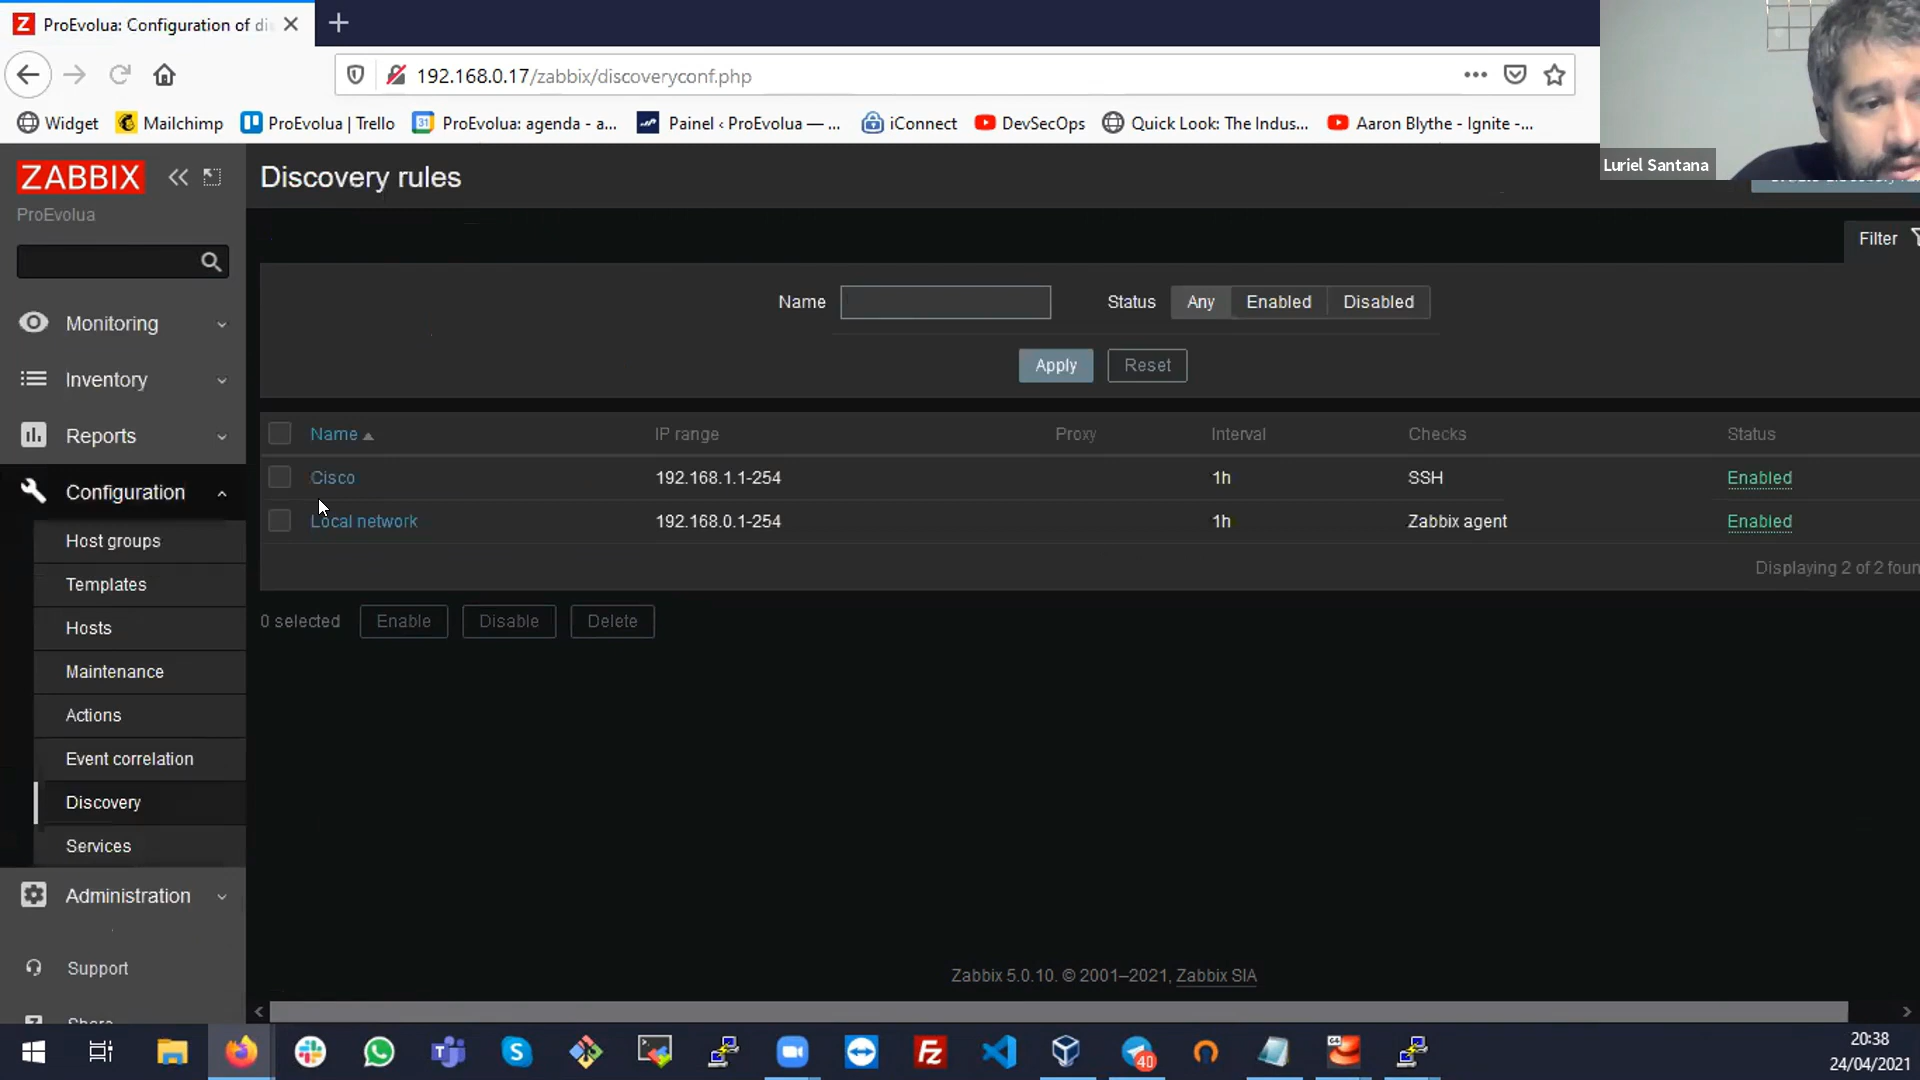 ProEvolua: Configuration of di
192.168.0.17/zabbix/discoveryconf.php
Widget Mailchimp ProEvolua | Trello 31 ProEvolua: agenda - a... Painel ‹ ProEvolua — ... iConnect DevSecOps Quick Look: The Indus... Aaron Blythe - Ignite -...
Luriel Santana
ZABBIX
ProEvolua
Discovery rules
Filter
Monitoring
Inventory
Reports
Configuration
Host groups
Templates
Hosts
Maintenance
Actions
Event correlation
Discovery
Services
Administration
Support
Name Status Any Enabled Disabled
Apply Reset
Name IP range Proxy Interval Checks Status
Cisco 192.168.1.1-254 1h SSH Enabled
Local network 192.168.0.1-254 1h Zabbix agent Enabled
Displaying 2 of 2 foun
0 selected Enable Disable Delete
Zabbix 5.0.10. © 2001–2021, Zabbix SIA
40
20:38
24/04/2021